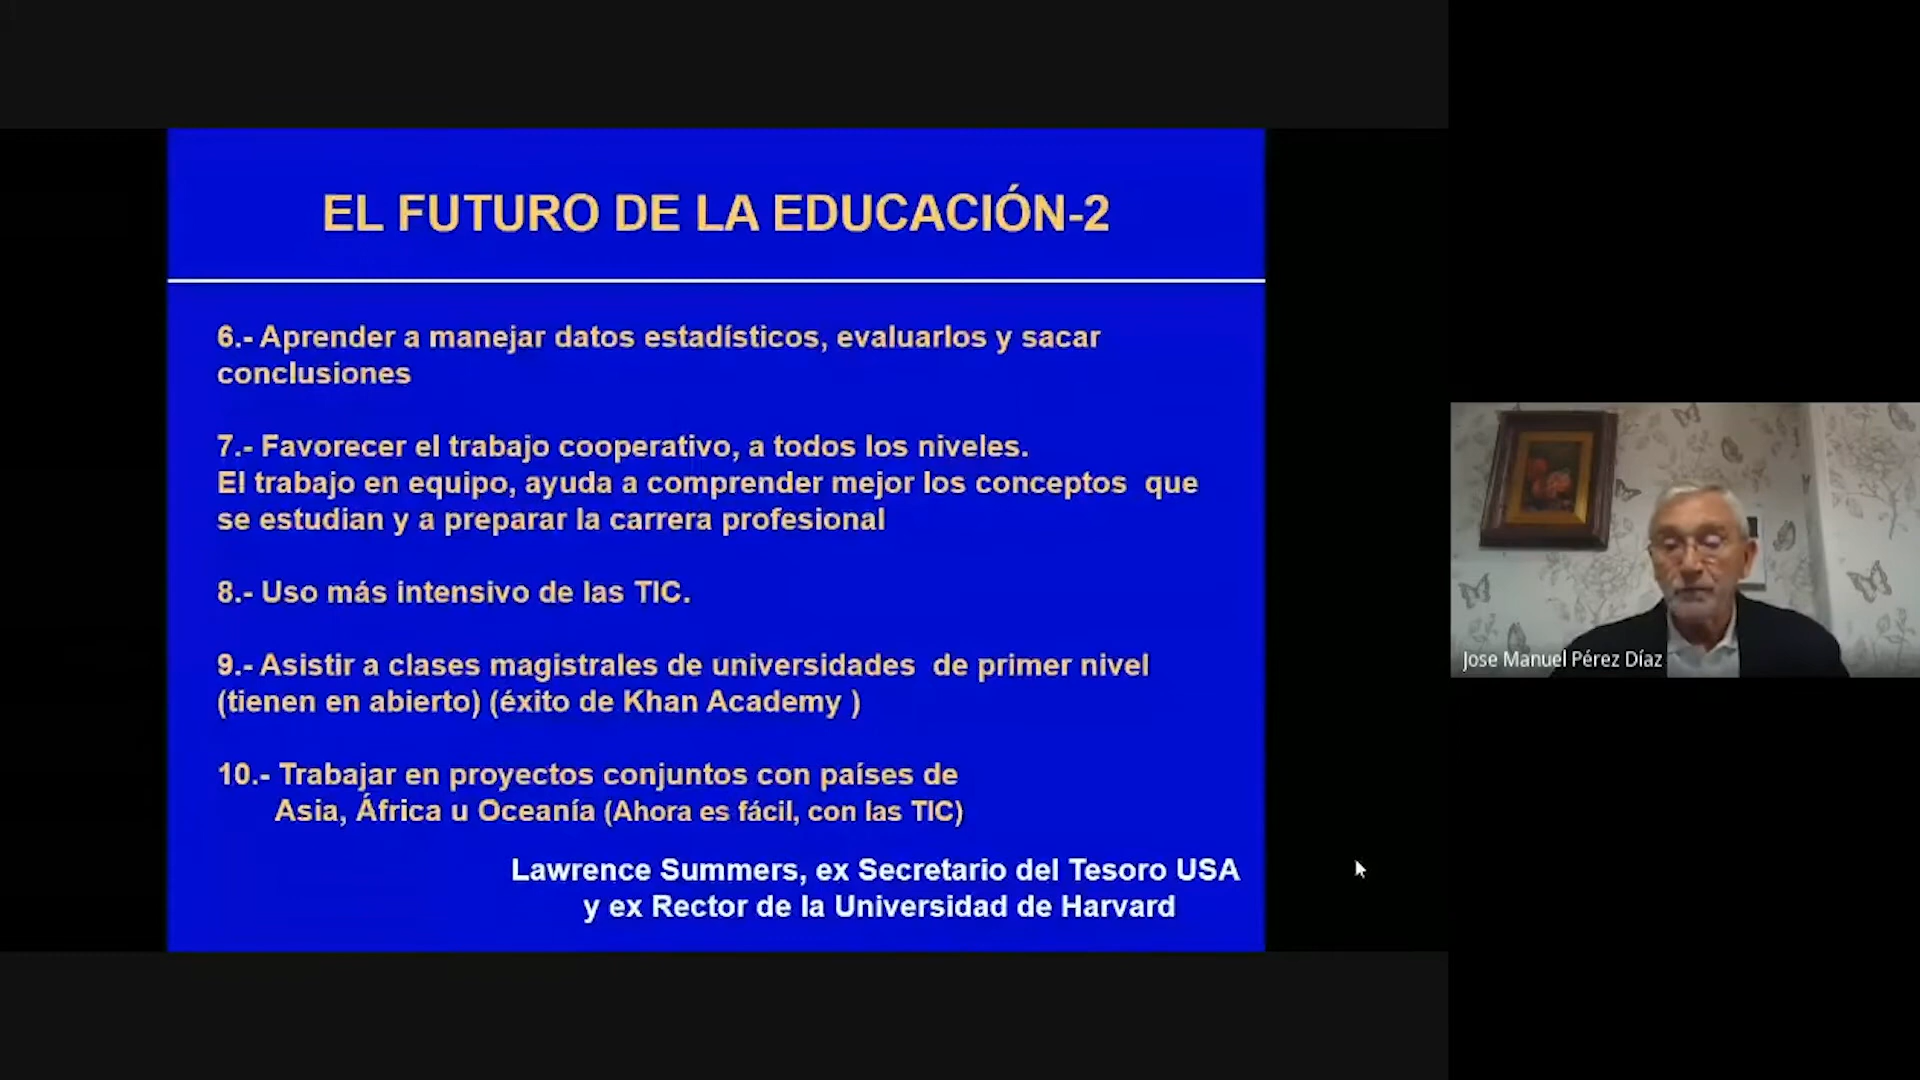 EL FUTURO DE LA EDUCACIÓN-2
6.- Aprender a manejar datos estadísticos, evaluarlos y sacar
conclusiones
7.- Favorecer el trabajo cooperativo, a todos los niveles.
El trabajo en equipo, ayuda a comprender mejor los conceptos que
se estudian y a preparar la carrera profesional
8.- Uso más intensivo de las TIC.
9.- Asistir a clases magistrales de universidades de primer nivel
(tienen en abierto) (éxito de Khan Academy )
10.- Trabajar en proyectos conjuntos con países de
Asia, África u Oceanía (Ahora es fácil, con las TIC)
Lawrence Summers, ex Secretario del Tesoro USA
y ex Rector de la Universidad de Harvard
Jose Manuel Pérez Díaz